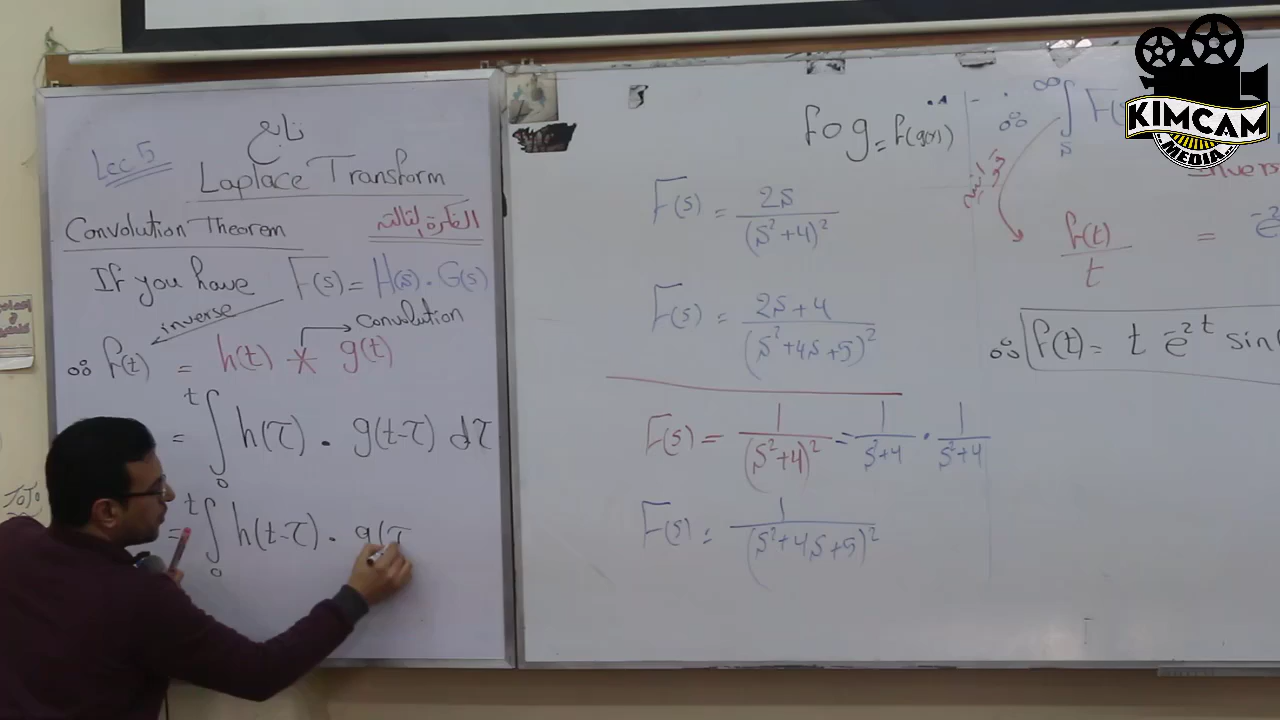 تابع
Lec 5
Laplace Transform
Convolution Theorem
الفكرة الثالثة
If you have F(s) = H(s) . G(s)
inverse
Convolution
∴ f(t) = h(t) * g(t)
= ∫₀ᵗ h(τ) . g(t-τ) dτ
= ∫₀ᵗ h(t-τ) . g(τ
fog = f(g(x))
F(s) = 2s / (s²+4)²
F(s) = 2s+4 / (s²+4s+5)²
F(s) = 1 / (s²+4)² = 1 / s²+4 . 1 / s²+4
F(s) = 1 / (s²+4s+5)²
∴ ∫
f(t) / t =
∴ f(t) = t e⁻²ᵗ sin(
KIMCAM
MEDIA